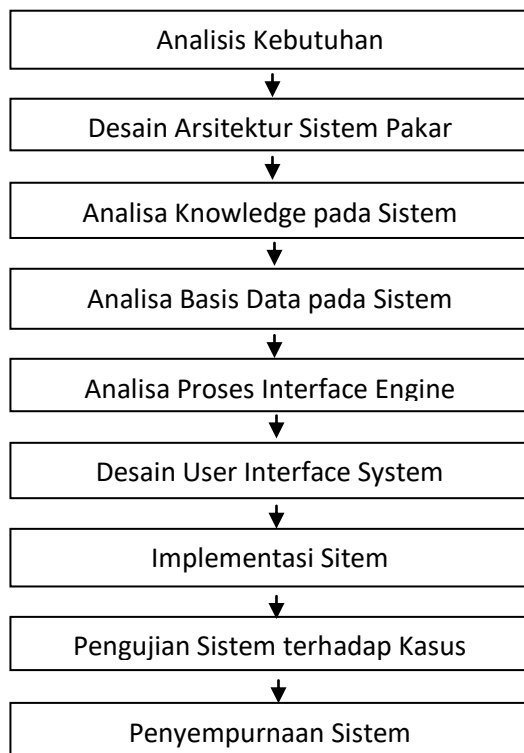 Analisis Kebutuhan
Desain Arsitektur Sistem Pakar
Analisa Knowledge pada Sistem
Analisa Basis Data pada Sistem
Analisa Proses Interface Engine
Desain User Interface System
Implementasi Sitem
Pengujian Sistem terhadap Kasus
Penyempurnaan Sistem